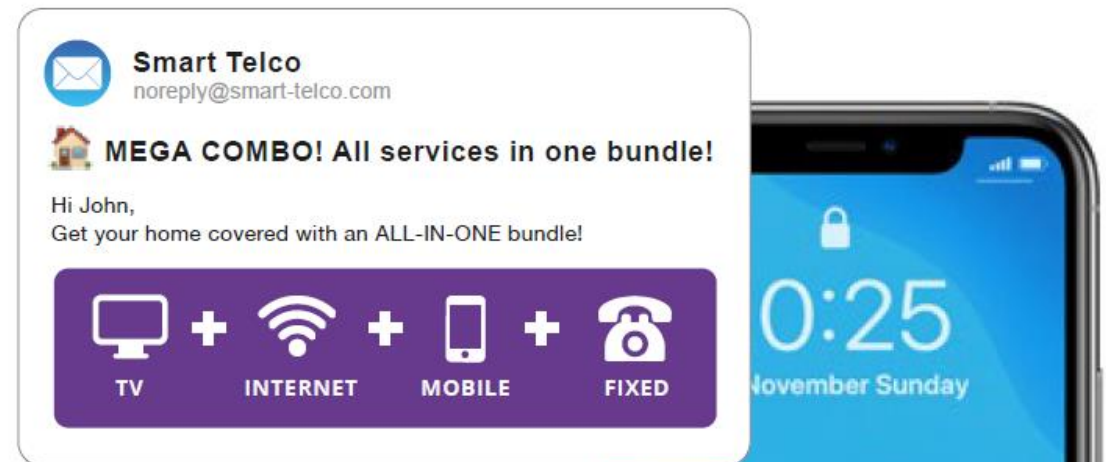 Smart Telco
noreply@smart-telco.com
MEGA COMBO! All services in one bundle!
Hi John,
Get your home covered with an ALL-IN-ONE bundle!
TV + INTERNET + MOBILE + FIXED
0:25
November Sunday